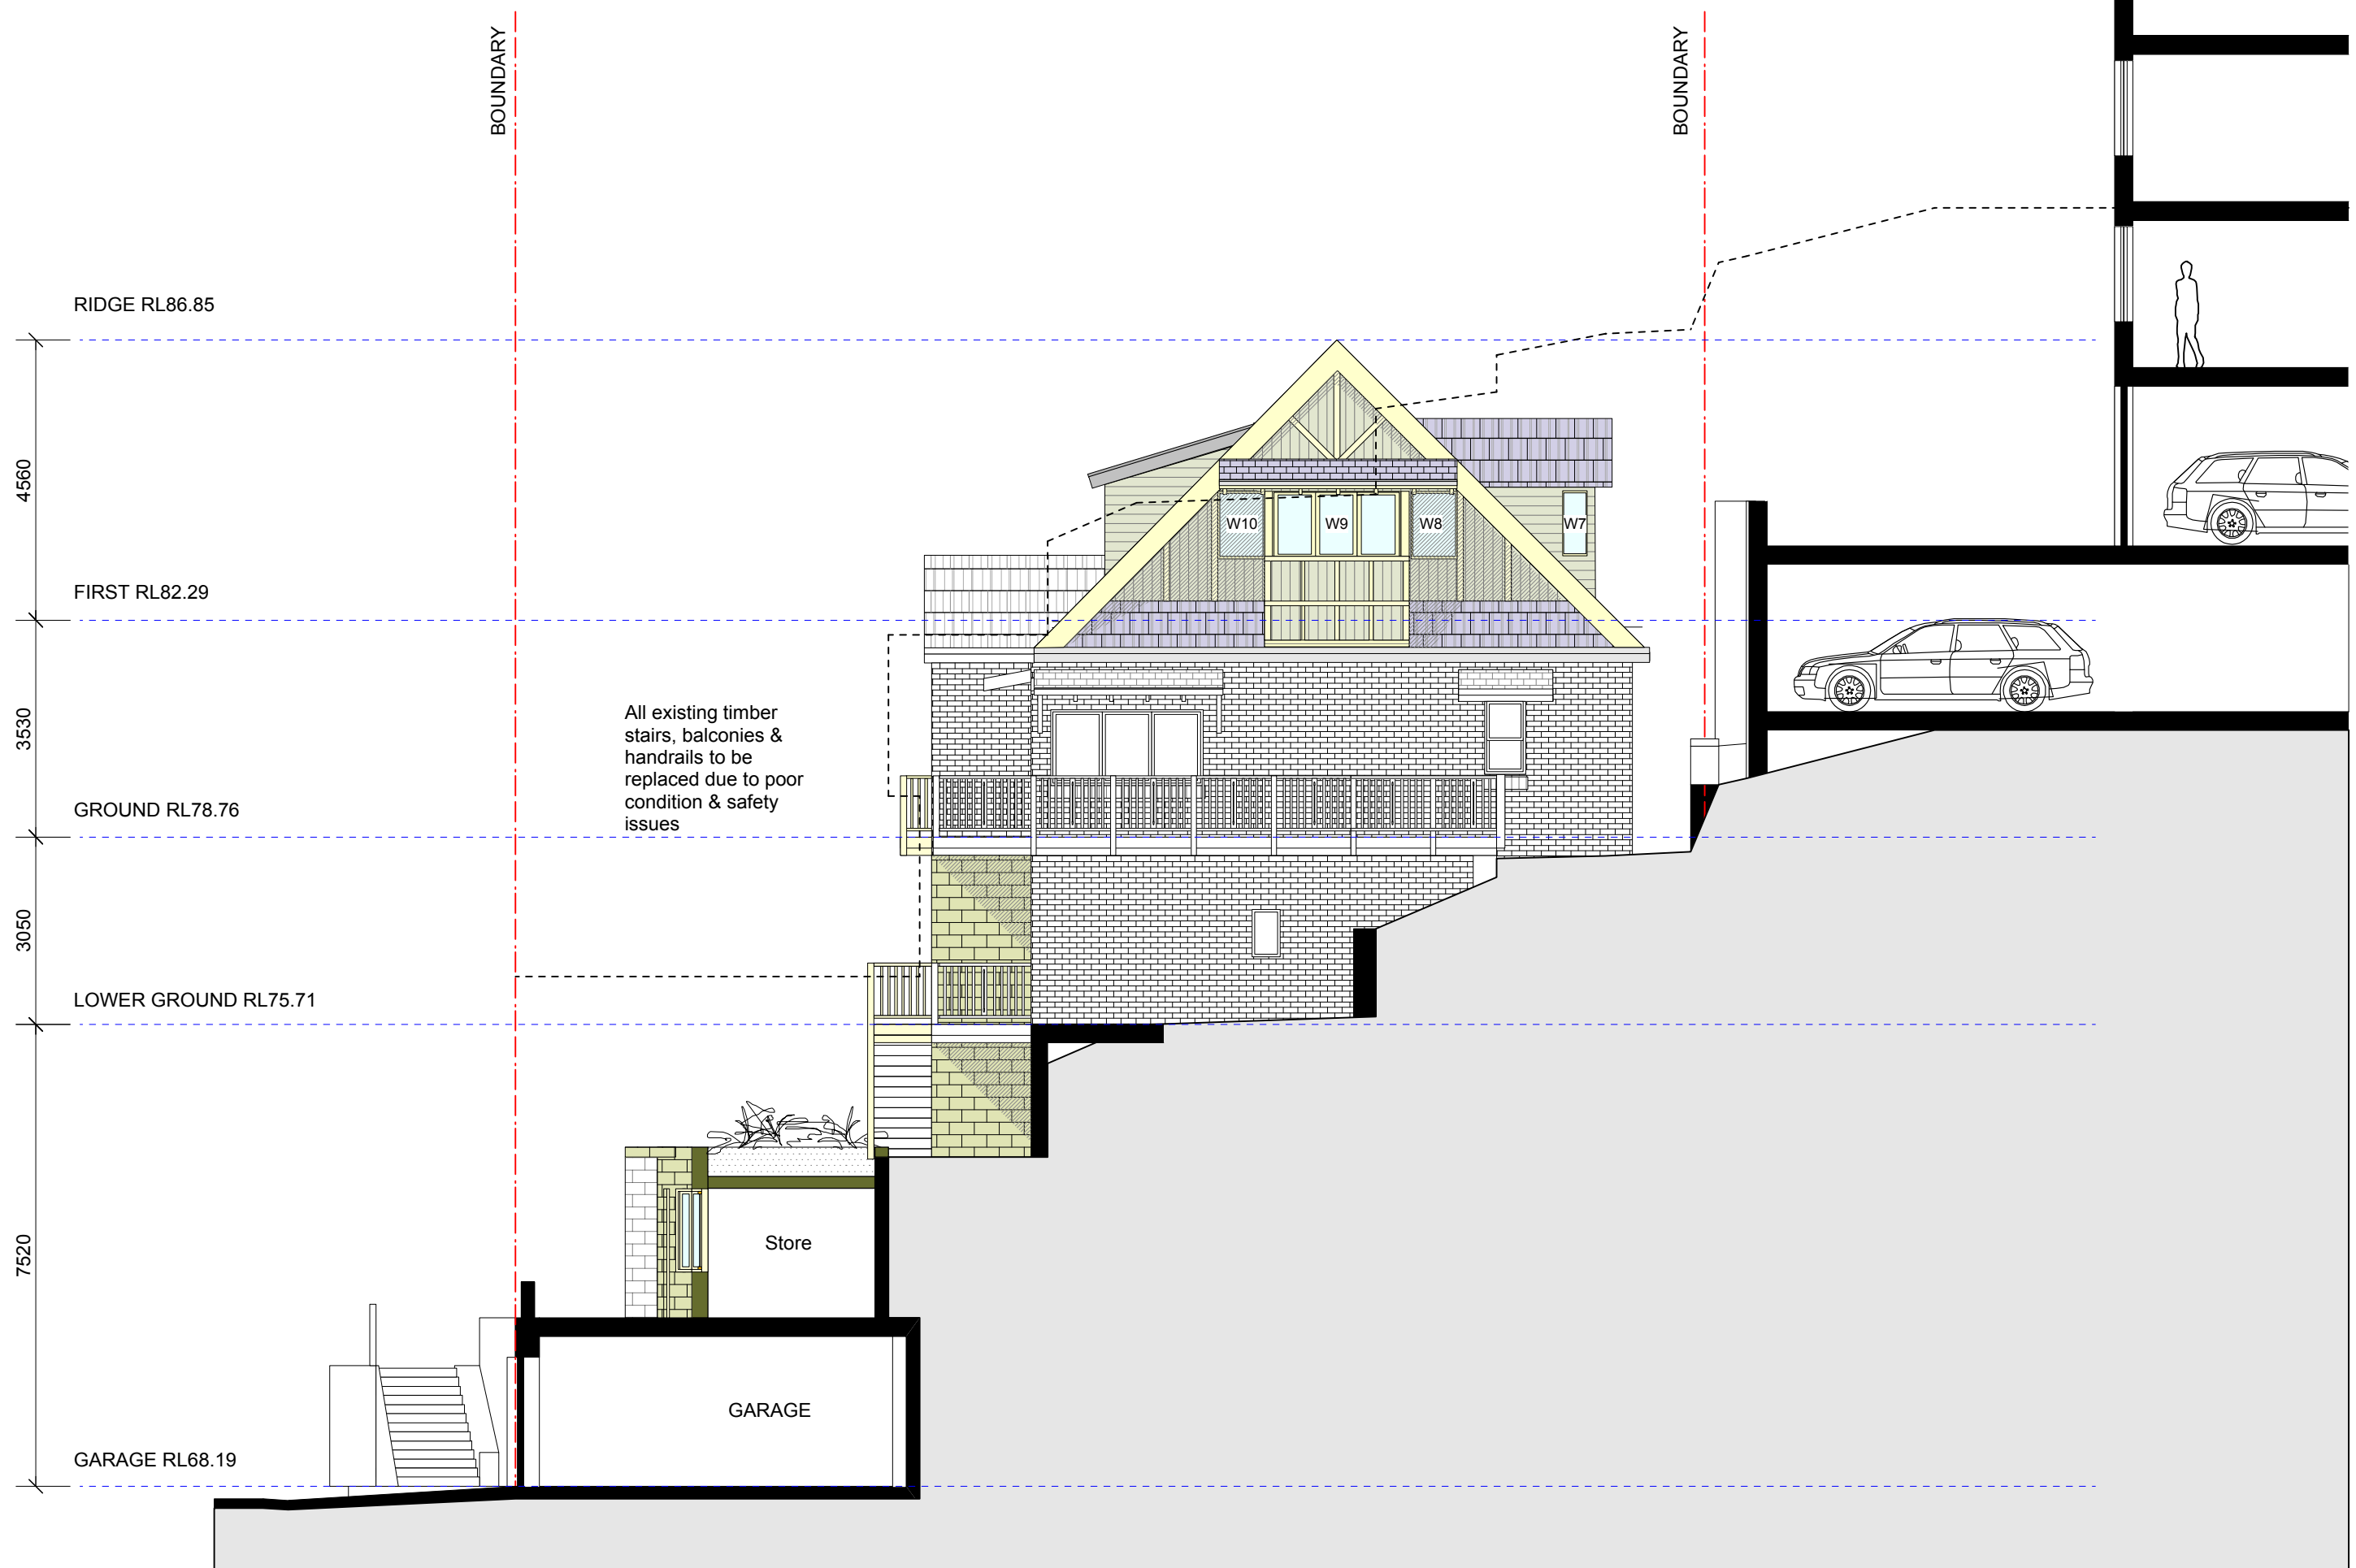 BOUNDARY
BOUNDARY
RIDGE RL86.85
4560
W10
W9
W8
W7
FIRST RL82.29
3530
All existing timber
stairs, balconies &
handrails to be
replaced due to poor
condition & safety
issues
GROUND RL78.76
3050
LOWER GROUND RL75.71
7520
Store
GARAGE
GARAGE RL68.19